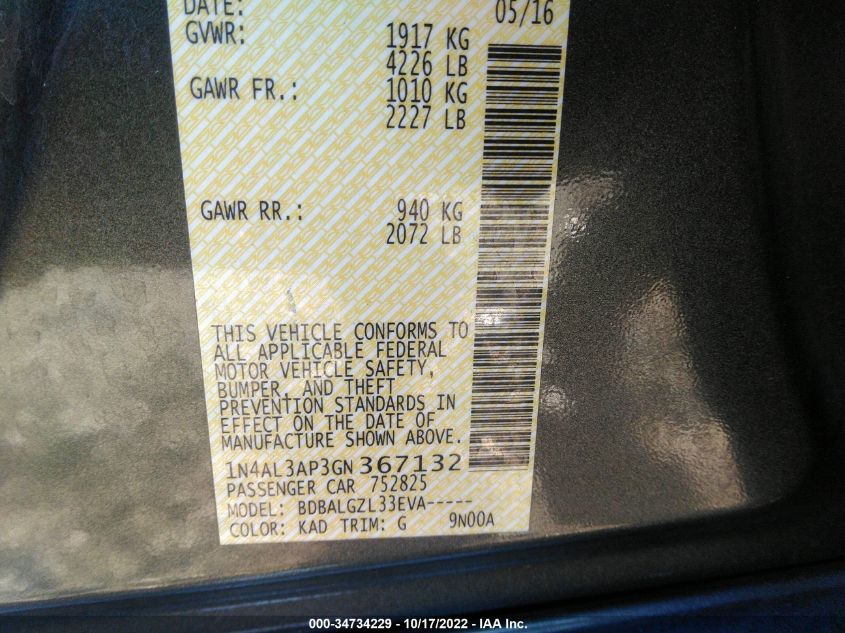 DATE: 05/16
GVWR: 1917 KG
4226 LB
GAWR FR.: 1010 KG
2227 LB
GAWR RR.: 940 KG
2072 LB
THIS VEHICLE CONFORMS TO
ALL APPLICABLE FEDERAL
MOTOR VEHICLE SAFETY,
BUMPER, AND THEFT
PREVENTION STANDARDS IN
EFFECT ON THE DATE OF
MANUFACTURE SHOWN ABOVE.
1N4AL3AP3GN367132
PASSENGER CAR 752825
MODEL: BDBALGZL33EVA-----
COLOR: KAD TRIM: G 9N00A
000-34734229 - 10/17/2022 - IAA Inc.